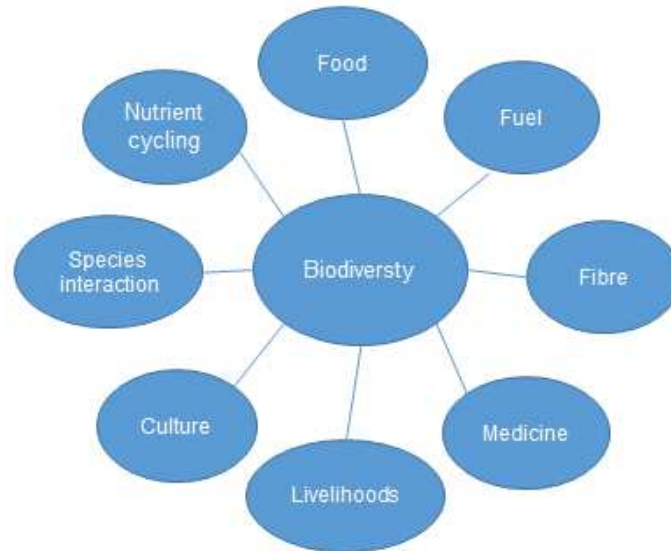 Food
Fuel
Nutrient
cycling
Species
interaction
Biodiversty
Fibre
Culture
Medicine
Livelihoods